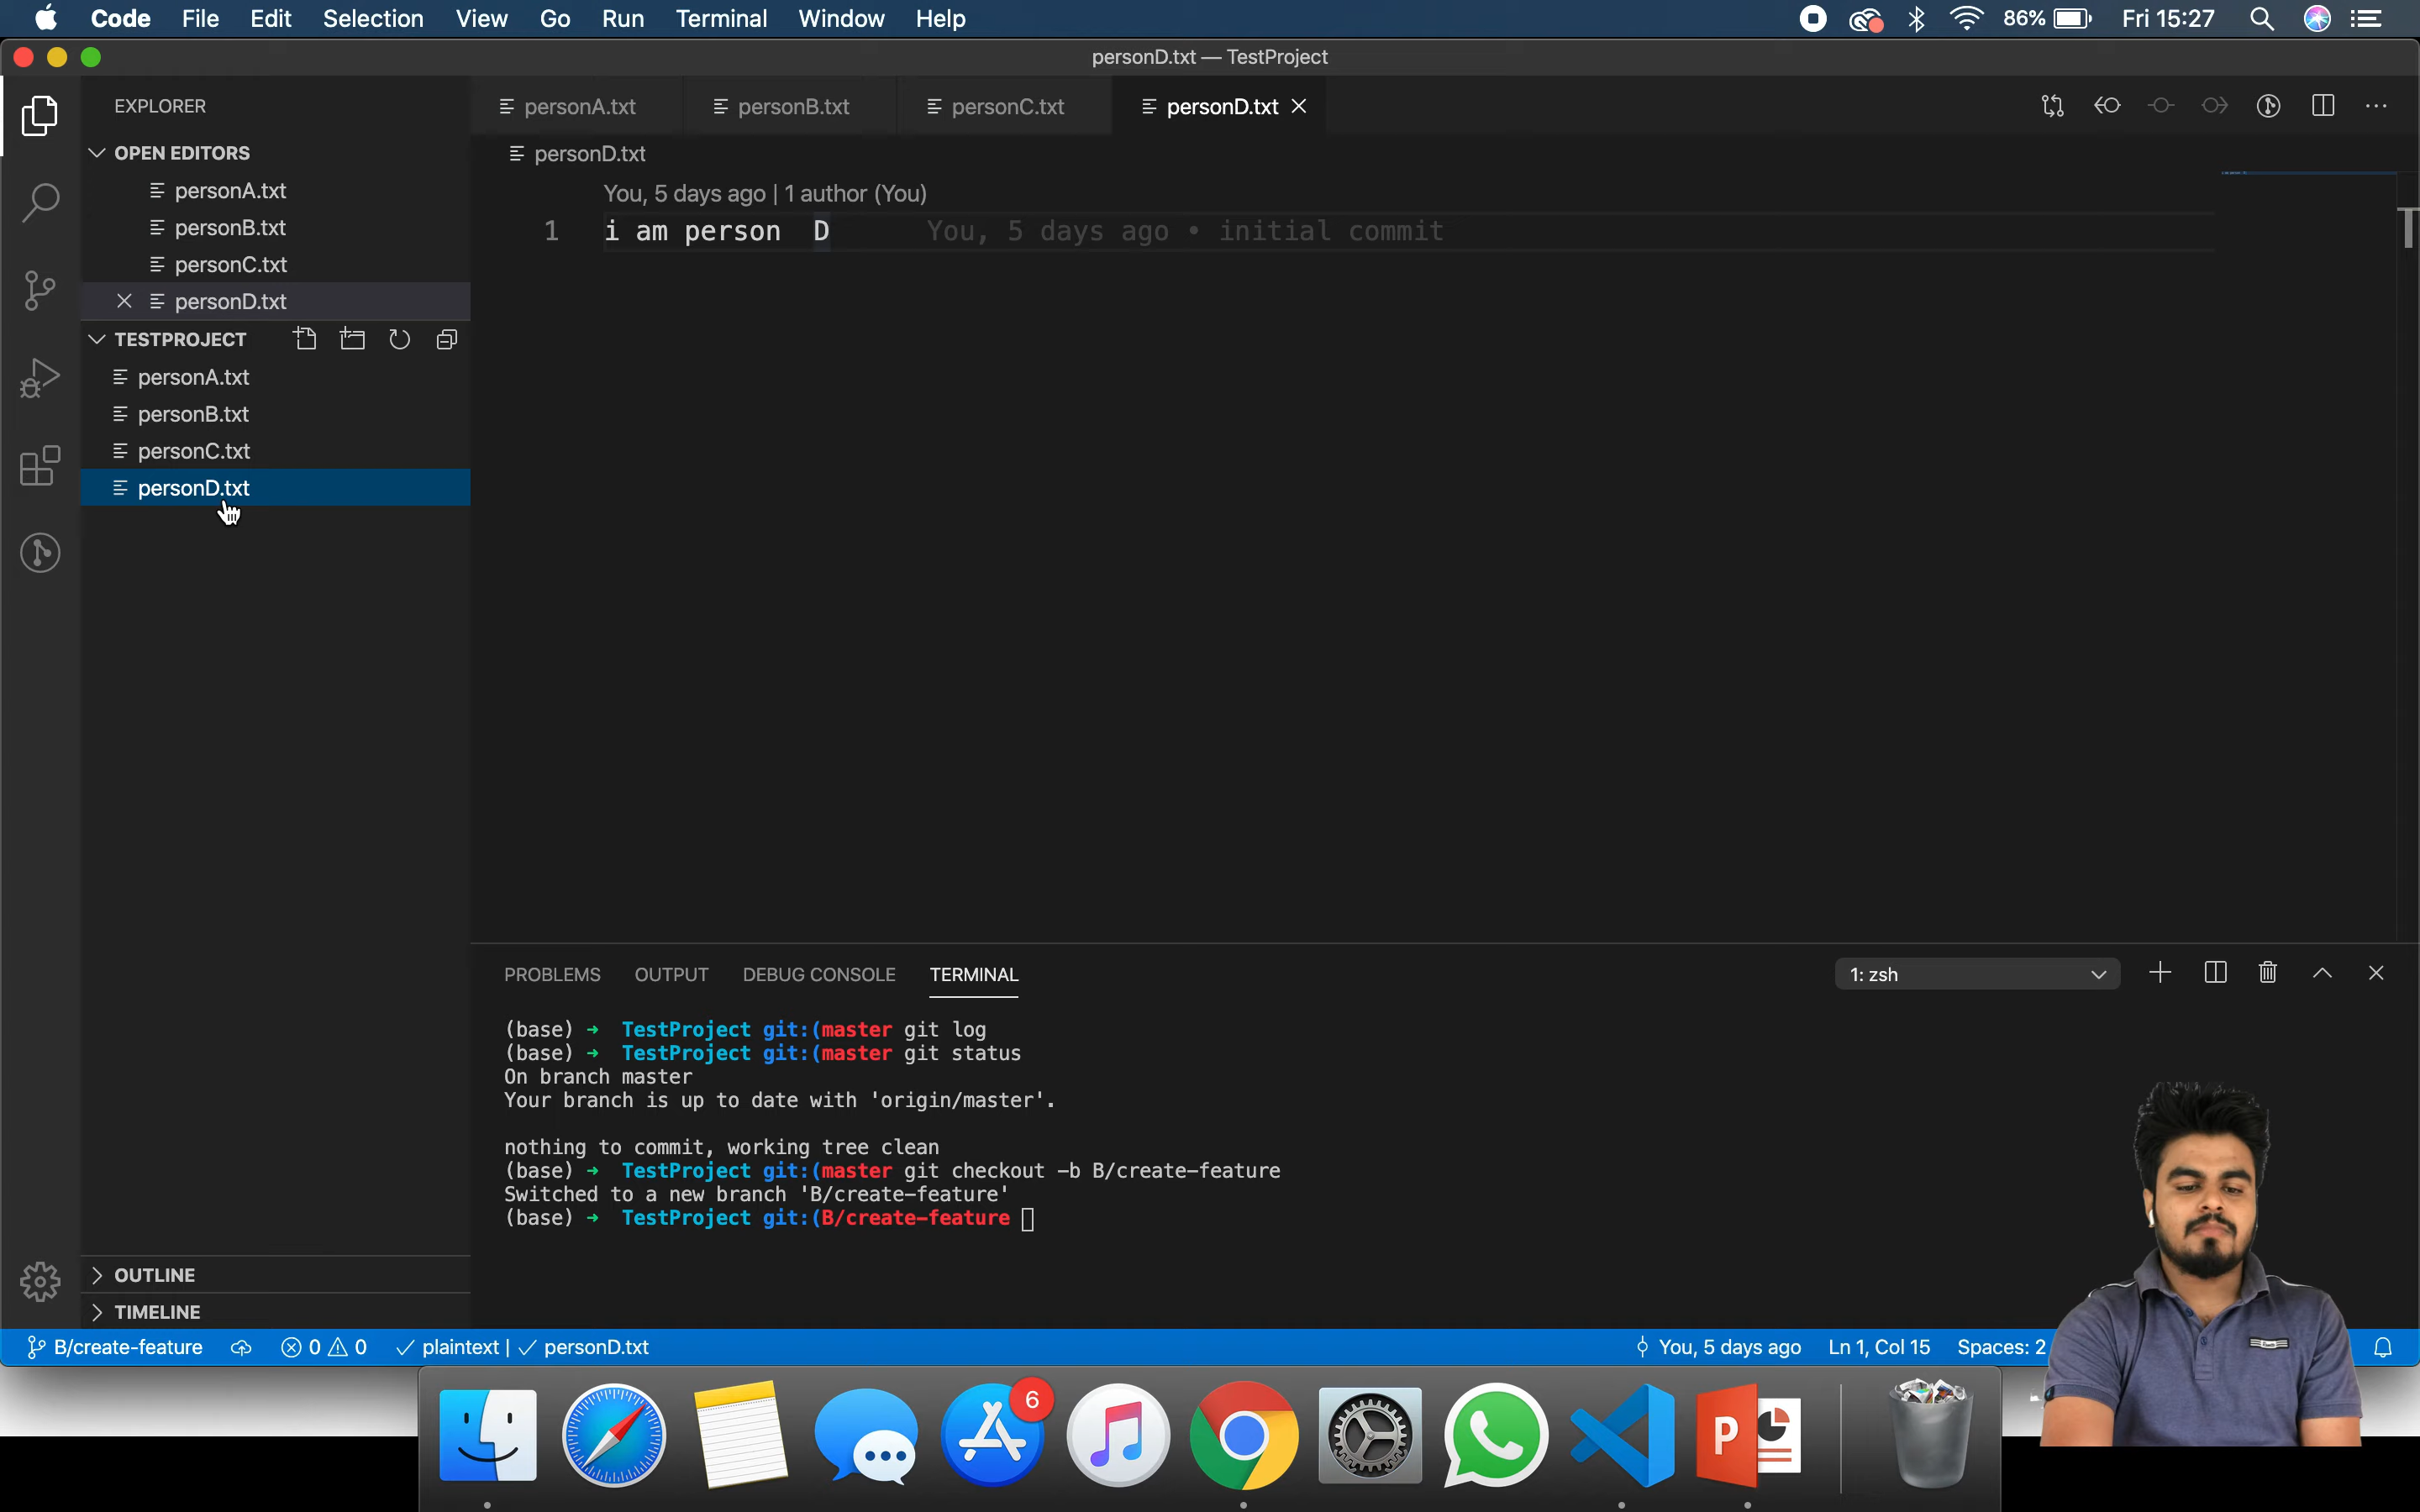 Code File Edit Selection View Go Run Terminal Window Help
86% Fri 15:27
personD.txt — TestProject
EXPLORER
OPEN EDITORS
personA.txt
personB.txt
personC.txt
personD.txt
TESTPROJECT
personA.txt
personB.txt
personC.txt
personD.txt
OUTLINE
TIMELINE
personA.txt personB.txt personC.txt personD.txt
personD.txt
You, 5 days ago | 1 author (You)
1 i am person  D You, 5 days ago • initial commit
PROBLEMS OUTPUT DEBUG CONSOLE TERMINAL
1: zsh
(base) ➜ TestProject git:(master git log
(base) ➜ TestProject git:(master git status
On branch master
Your branch is up to date with 'origin/master'.
nothing to commit, working tree clean
(base) ➜ TestProject git:(master git checkout -b B/create-feature
Switched to a new branch 'B/create-feature'
(base) ➜ TestProject git:(B/create-feature
B/create-feature 0 0 ✓ plaintext | ✓ personD.txt
You, 5 days ago Ln 1, Col 15 Spaces: 2
6
P